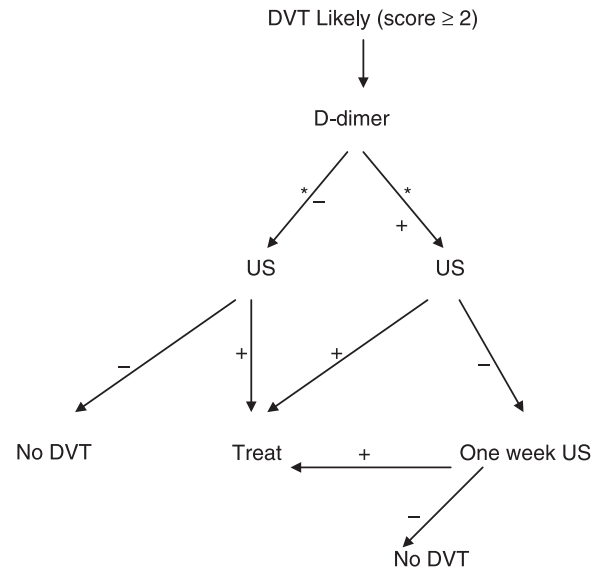 DVT Likely (score ≥ 2)
D-dimer
* –
*
+
US
US
–
+
+
–
No DVT
Treat
One week US
+
–
No DVT